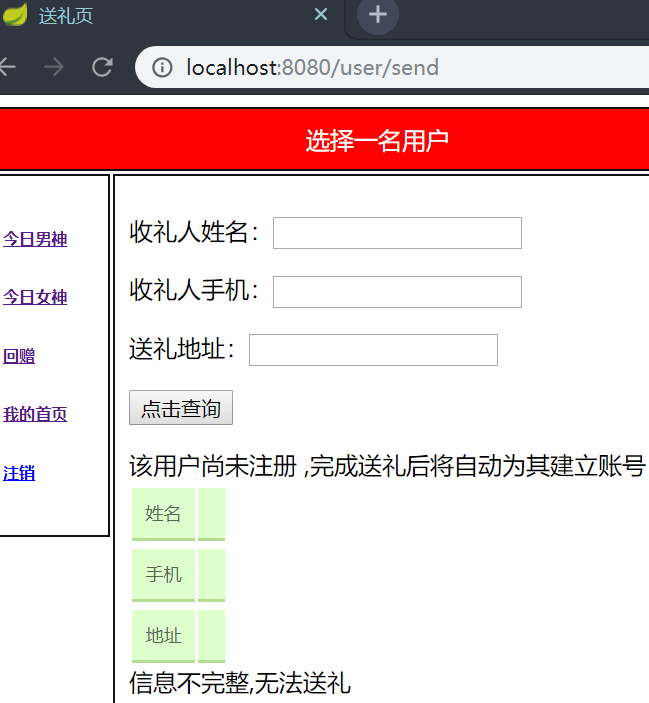 送礼页
localhost:8080/user/send
选择一名用户
今日男神
今日女神
回赠
我的首页
注销
收礼人姓名：
收礼人手机：
送礼地址：
点击查询
该用户尚未注册 ,完成送礼后将自动为其建立账号
姓名
手机
地址
信息不完整,无法送礼